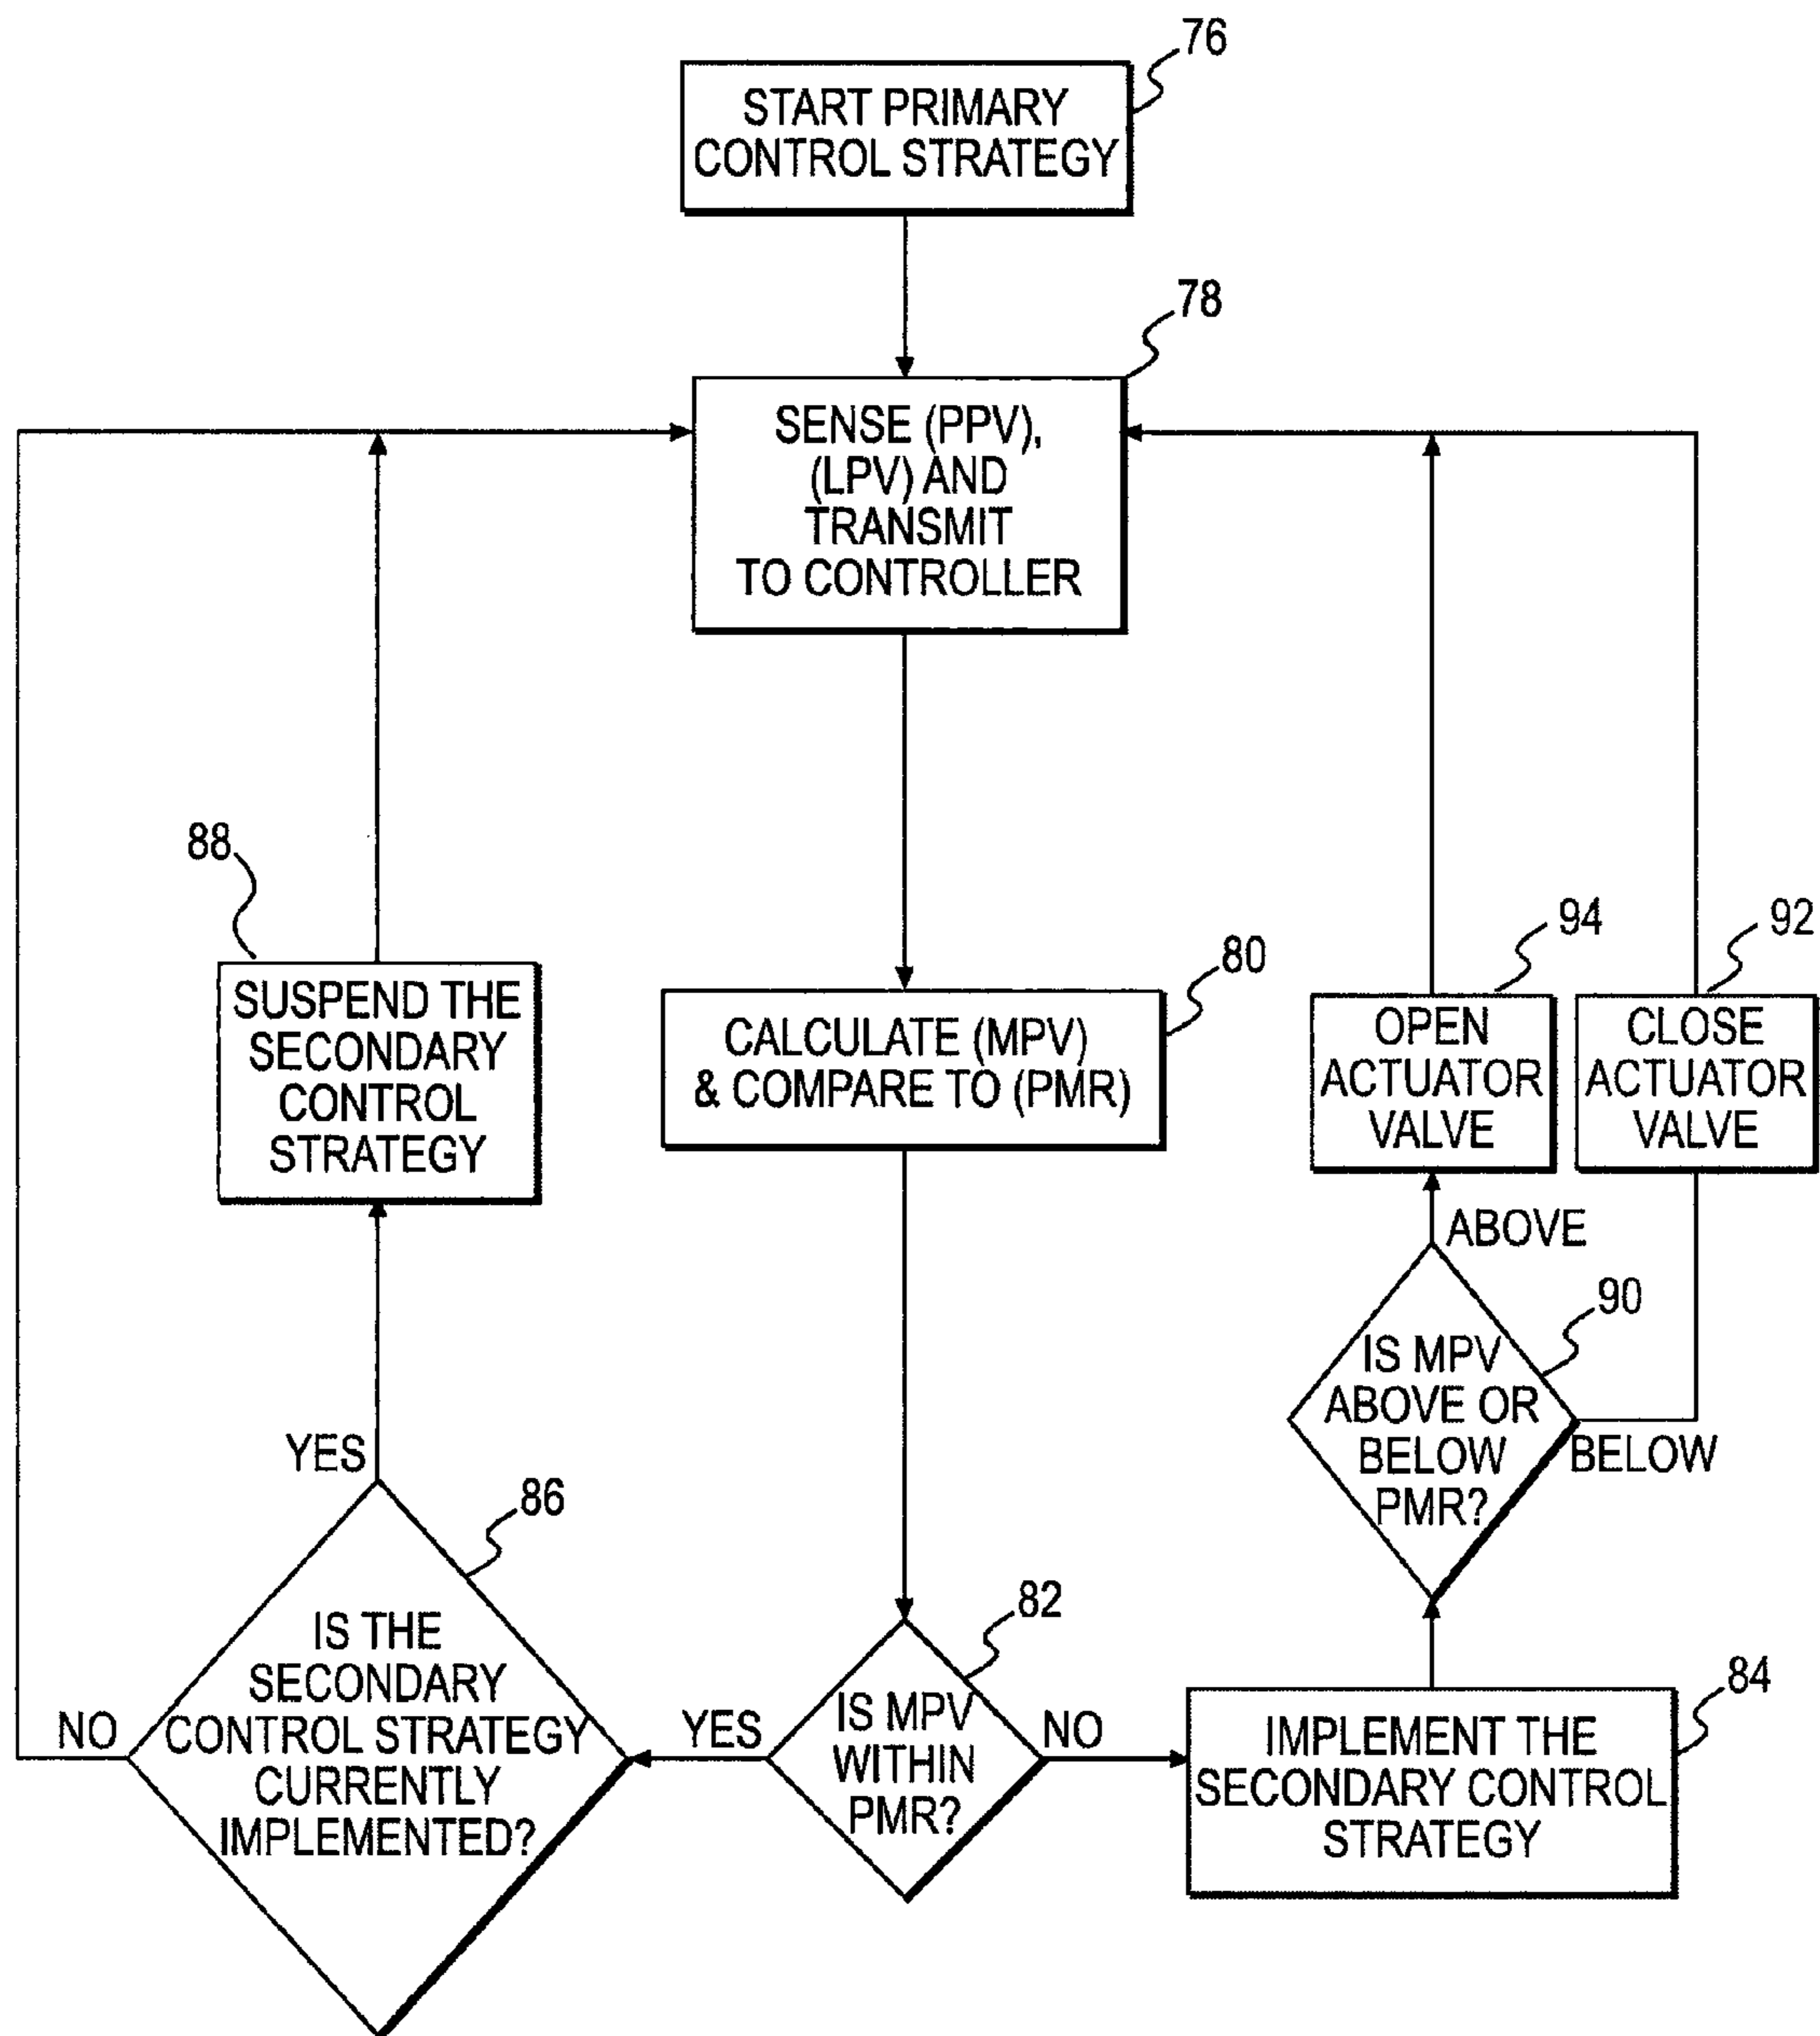 76
START PRIMARY
CONTROL STRATEGY
78
SENSE (PPV),
(LPV) AND
TRANSMIT
TO CONTROLLER
88
SUSPEND THE
SECONDARY
CONTROL
STRATEGY
80
CALCULATE (MPV)
& COMPARE TO (PMR)
94
OPEN
ACTUATOR
VALVE
92
CLOSE
ACTUATOR
VALVE
ABOVE
90
IS MPV
ABOVE OR
BELOW
PMR?
BELOW
YES
86
IS THE
SECONDARY
CONTROL STRATEGY
CURRENTLY
IMPLEMENTED?
NO
82
YES
IS MPV
WITHIN
PMR?
NO
84
IMPLEMENT THE
SECONDARY CONTROL
STRATEGY